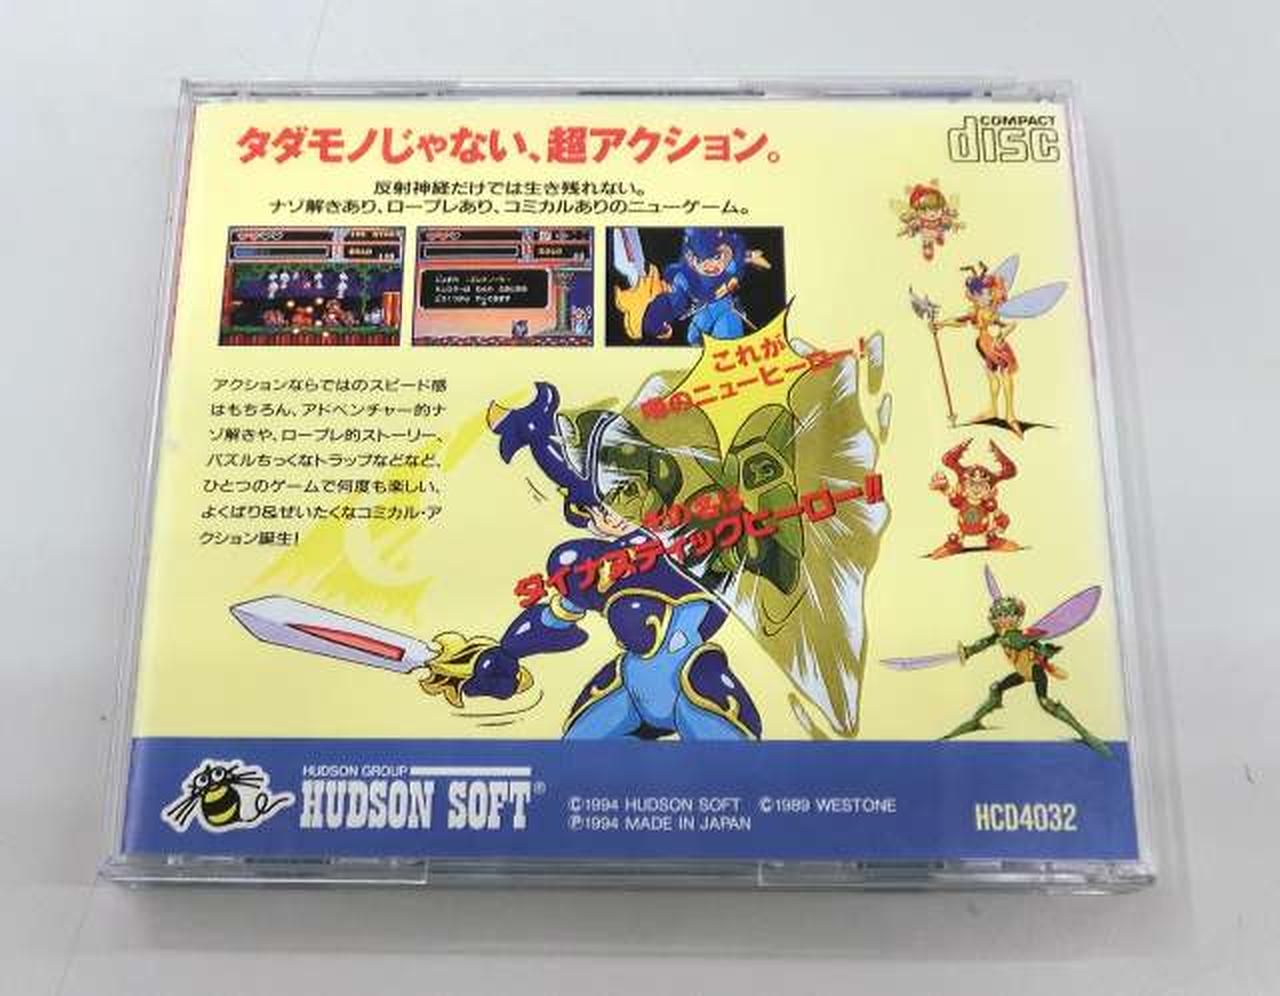 タダモノじゃない、超アクション。
COMPACT
disc
反射神経だけでは生き残れない。
ナゾ解きあり、ロープレあり、コミカルありのニューゲーム。
これが
のニューヒーロー!
アクションならではのスピード感
はもちろん、アドベンチャー的ナ
ゾ解きや、ロープレ的ストーリー、
パズルちっくなトラップなどなど、
ひとつのゲームで何度も楽しい、
よくばり&ぜいたくなコミカル・ア
クション誕生!
その名は
ダイナスティックヒーロー!!
HUDSON GROUP
HUDSON SOFT®
©1994 HUDSON SOFT ©1989 WESTONE
℗1994 MADE IN JAPAN
HCD4032